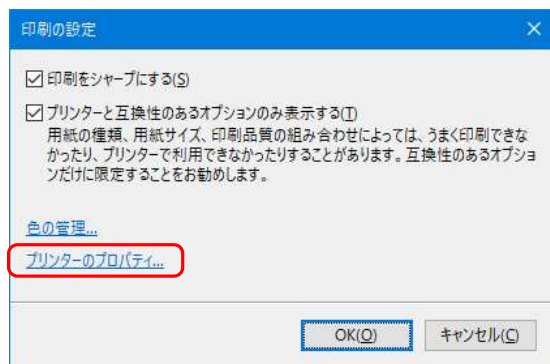 印刷の設定
印刷をシャープにする(S)
プリンターと互換性のあるオプションのみ表示する(T)
用紙の種類、用紙サイズ、印刷品質の組み合わせによっては、うまく印刷できな
かったり、プリンターで利用できなかったりすることがあります。互換性のあるオプショ
ンだけに限定することをお勧めします。
色の管理...
プリンターのプロパティ...
OK(O)
キャンセル(C)